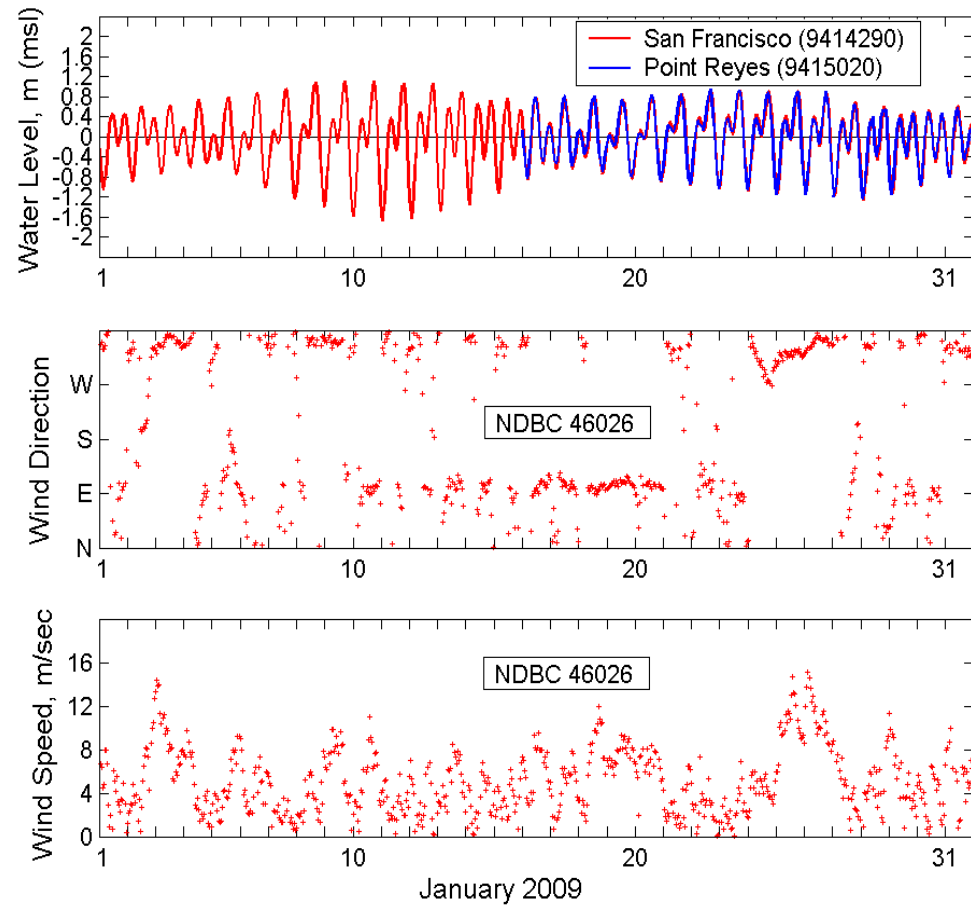 Water Level, m (msl)
2
1.6
1.2
0.8
0.4
0
-0.4
-0.8
-1.2
-1.6
-2
San Francisco (9414290)
Point Reyes (9415020)
1
10
20
31
Wind Direction
W
S
E
N
NDBC 46026
1
10
20
31
Wind Speed, m/sec
16
12
8
4
0
NDBC 46026
1
10
20
31
January 2009